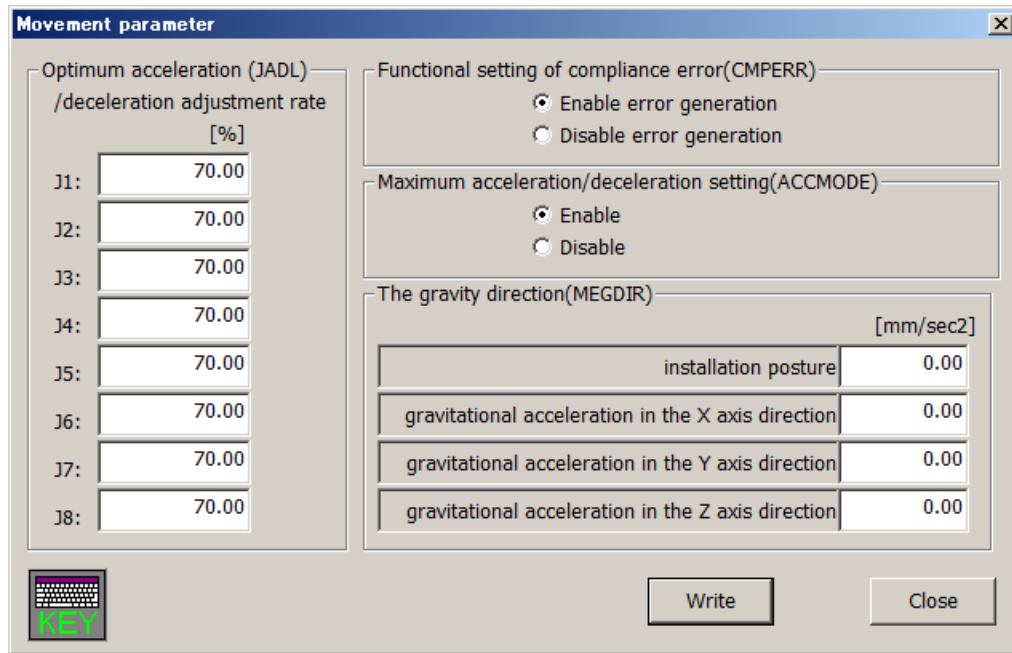 Movement parameter
Optimum acceleration (JADL)
/deceleration adjustment rate
[%]
J1: 70.00
J2: 70.00
J3: 70.00
J4: 70.00
J5: 70.00
J6: 70.00
J7: 70.00
J8: 70.00
Functional setting of compliance error(CMPERR)
Enable error generation
Disable error generation
Maximum acceleration/deceleration setting(ACCMODE)
Enable
Disable
The gravity direction(MEGDIR)
[mm/sec2]
installation posture 0.00
gravitational acceleration in the X axis direction 0.00
gravitational acceleration in the Y axis direction 0.00
gravitational acceleration in the Z axis direction 0.00
KEY
Write
Close